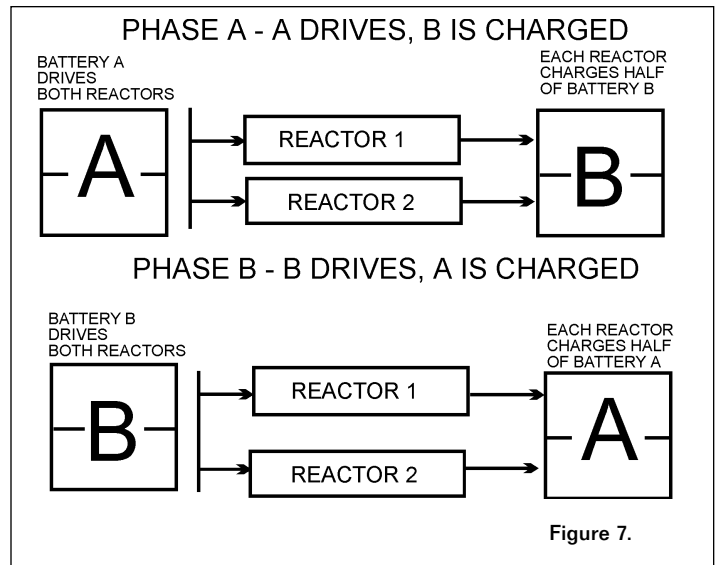 PHASE A - A DRIVES, B IS CHARGED
BATTERY A
DRIVES
BOTH REACTORS
EACH REACTOR
CHARGES HALF
OF BATTERY B
A
REACTOR 1
REACTOR 2
B
PHASE B - B DRIVES, A IS CHARGED
BATTERY B
DRIVES
BOTH REACTORS
EACH REACTOR
CHARGES HALF
OF BATTERY A
B
REACTOR 1
REACTOR 2
A
Figure 7.